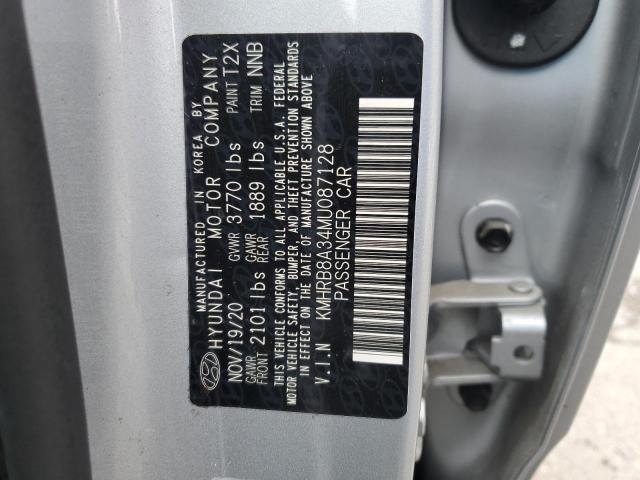 MANUFACTURED IN KOREA BY
HYUNDAI MOTOR COMPANY
NOV/19/20 GVWR 3770 lbs PAINT T2X
GAWR FRONT 2101 lbs GAWR REAR 1889 lbs TRIM NNB
THIS VEHICLE CONFORMS TO ALL APPLICABLE U.S.A. FEDERAL
MOTOR VEHICLE SAFETY, BUMPER, AND THEFT PREVENTION STANDARDS
IN EFFECT ON THE DATE OF MANUFACTURE SHOWN ABOVE
V.I.N KMHRB8A34MU087128
PASSENGER CAR